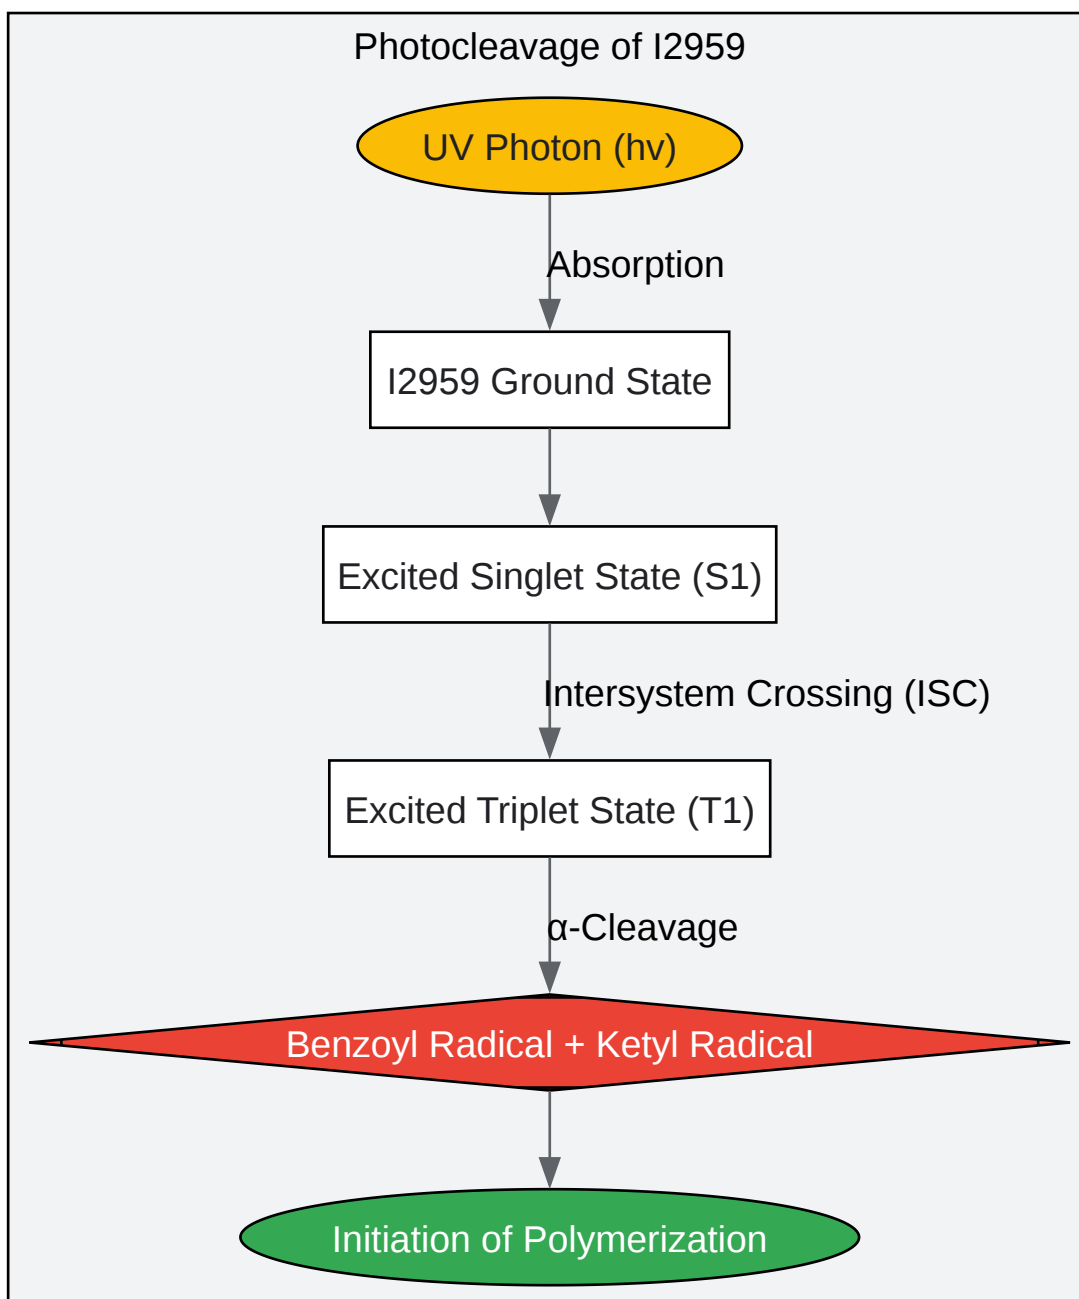 Photocleavage of I2959
UV Photon (hv)
Absorption
I2959 Ground State
Excited Singlet State (S1)
Intersystem Crossing (ISC)
Excited Triplet State (T1)
α-Cleavage
Benzoyl Radical + Ketyl Radical
Initiation of Polymerization